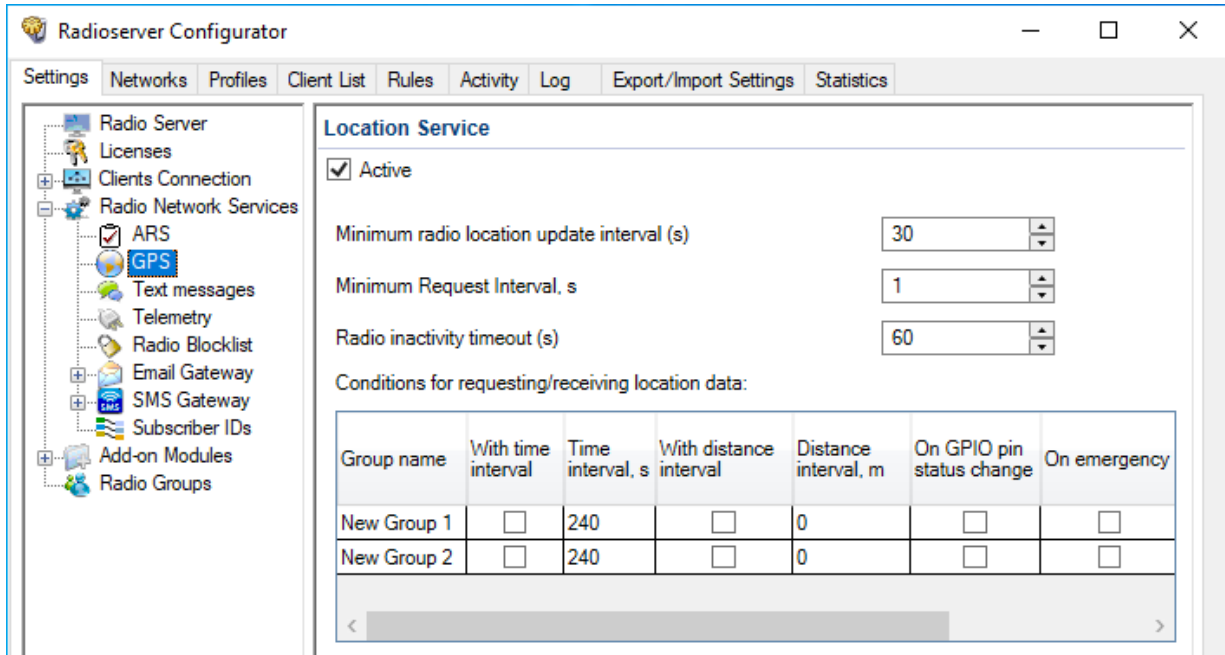 Radioserver Configurator
Settings Networks Profiles Client List Rules Activity Log Export/Import Settings Statistics
Radio Server
Licenses
Clients Connection
Radio Network Services
ARS
GPS
Text messages
Telemetry
Radio Blocklist
Email Gateway
SMS
SMS Gateway
Subscriber IDs
Add-on Modules
Radio Groups
Location Service
Active
Minimum radio location update interval (s) 30
Minimum Request Interval, s 1
Radio inactivity timeout (s) 60
Conditions for requesting/receiving location data:
Group name With time interval Time interval, s With distance interval Distance interval, m On GPIO pin status change On emergency
New Group 1 240 0
New Group 2 240 0